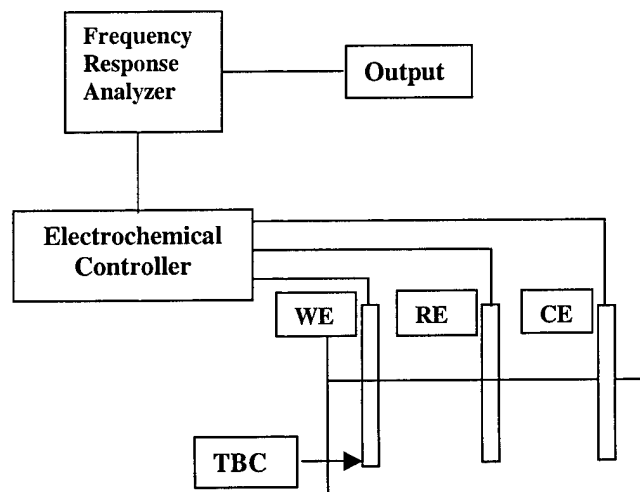 Frequency
Response
Analyzer
Output
Electrochemical
Controller
WE
RE
CE
TBC